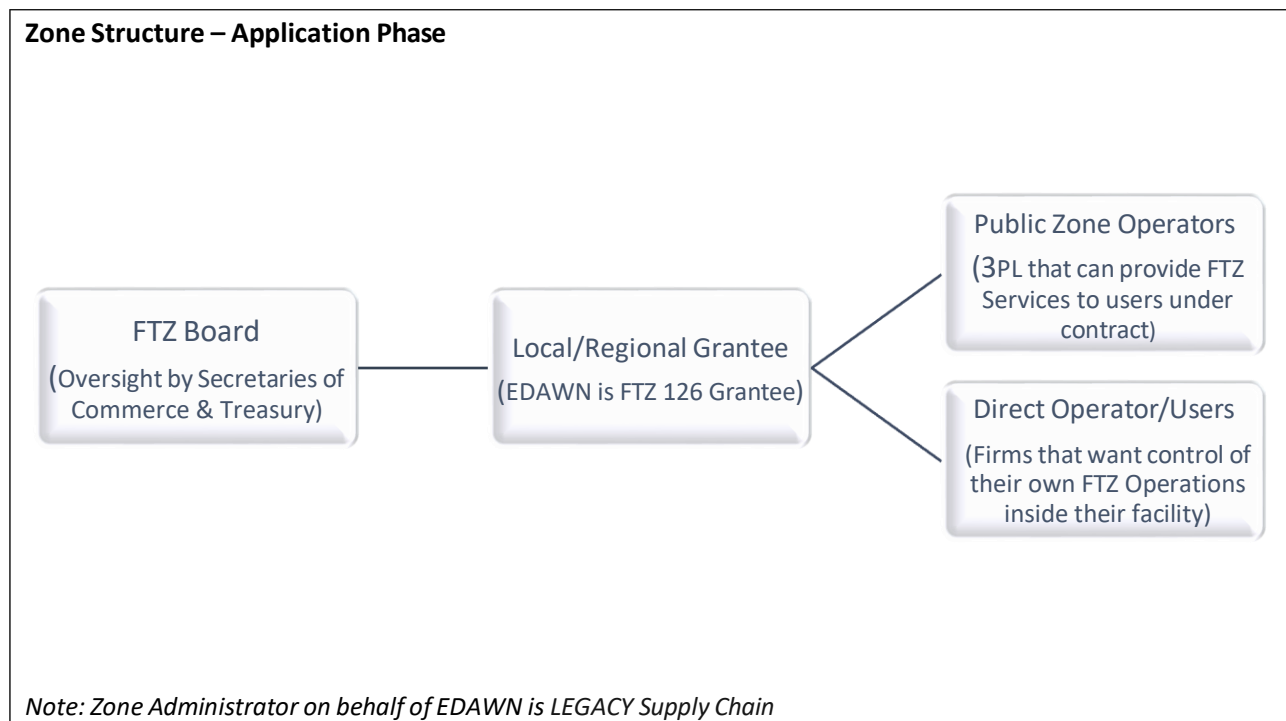 Zone Structure – Application Phase
FTZ Board
(Oversight by Secretaries of
Commerce & Treasury)
Local/Regional Grantee
(EDAWN is FTZ 126 Grantee)
Public Zone Operators
(3PL that can provide FTZ
Services to users under
contract)
Direct Operator/Users
(Firms that want control of
their own FTZ Operations
inside their facility)
Note: Zone Administrator on behalf of EDAWN is LEGACY Supply Chain